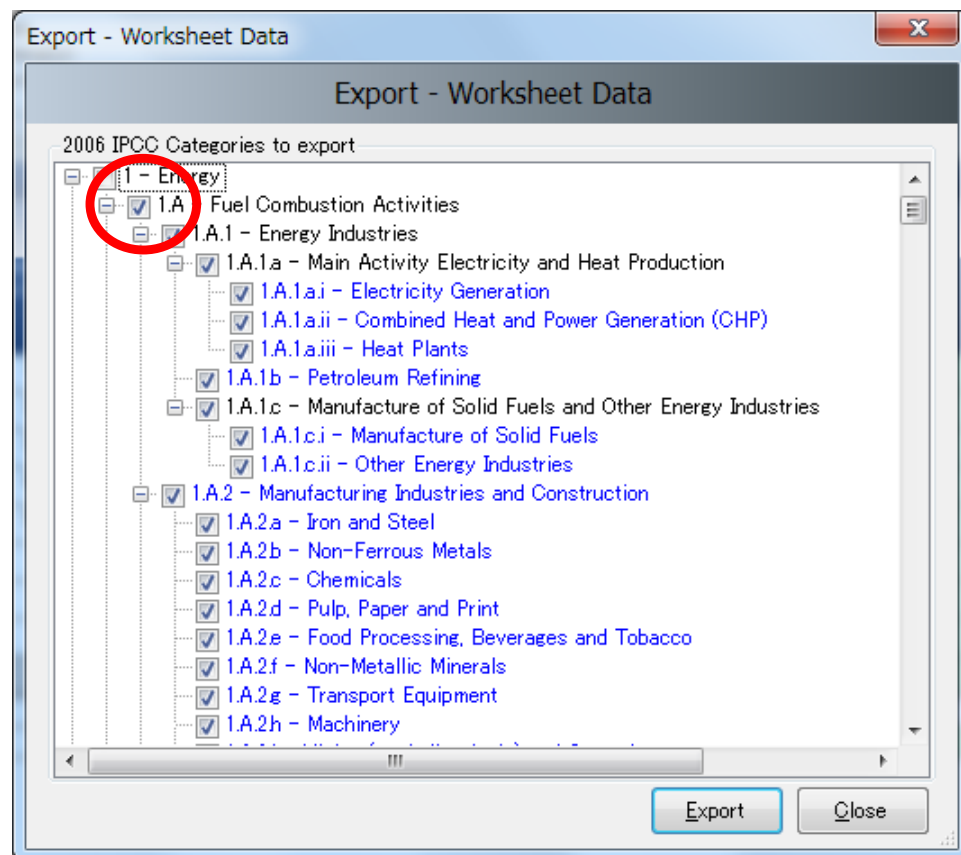 Export - Worksheet Data
Export - Worksheet Data
2006 IPCC Categories to export
1 - Energy
1.A - Fuel Combustion Activities
1.A.1 - Energy Industries
1.A.1.a - Main Activity Electricity and Heat Production
1.A.1.a.i - Electricity Generation
1.A.1.a.ii - Combined Heat and Power Generation (CHP)
1.A.1.a.iii - Heat Plants
1.A.1.b - Petroleum Refining
1.A.1.c - Manufacture of Solid Fuels and Other Energy Industries
1.A.1.c.i - Manufacture of Solid Fuels
1.A.1.c.ii - Other Energy Industries
1.A.2 - Manufacturing Industries and Construction
1.A.2.a - Iron and Steel
1.A.2.b - Non-Ferrous Metals
1.A.2.c - Chemicals
1.A.2.d - Pulp, Paper and Print
1.A.2.e - Food Processing, Beverages and Tobacco
1.A.2.f - Non-Metallic Minerals
1.A.2.g - Transport Equipment
1.A.2.h - Machinery
Export
Close